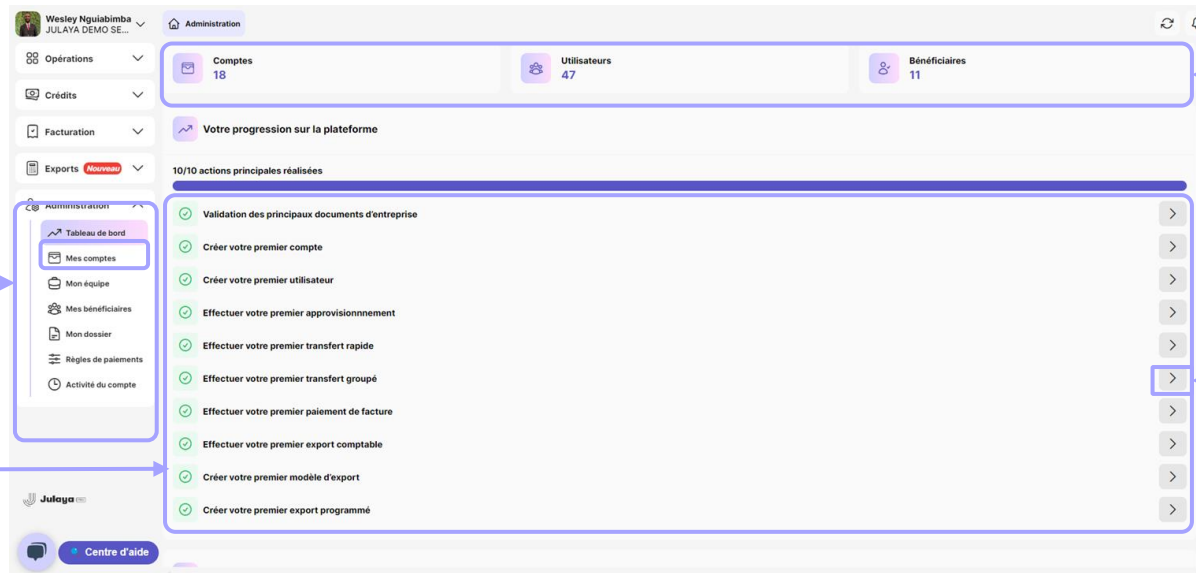 Wesley Nguiabimba
JULAYA DEMO SE...
Administration
Opérations
Crédits
Facturation
Exports Nouveau
Administration
Tableau de bord
Mes comptes
Mon équipe
Mes bénéficiaires
Mon dossier
Règles de paiements
Activité du compte
Julaya
Centre d'aide
Comptes
18
Utilisateurs
47
Bénéficiaires
11
Votre progression sur la plateforme
10/10 actions principales réalisées
Validation des principaux documents d'entreprise
Créer votre premier compte
Créer votre premier utilisateur
Effectuer votre premier approvisionnnement
Effectuer votre premier transfert rapide
Effectuer votre premier transfert groupé
Effectuer votre premier paiement de facture
Effectuer votre premier export comptable
Créer votre premier modèle d'export
Créer votre premier export programmé